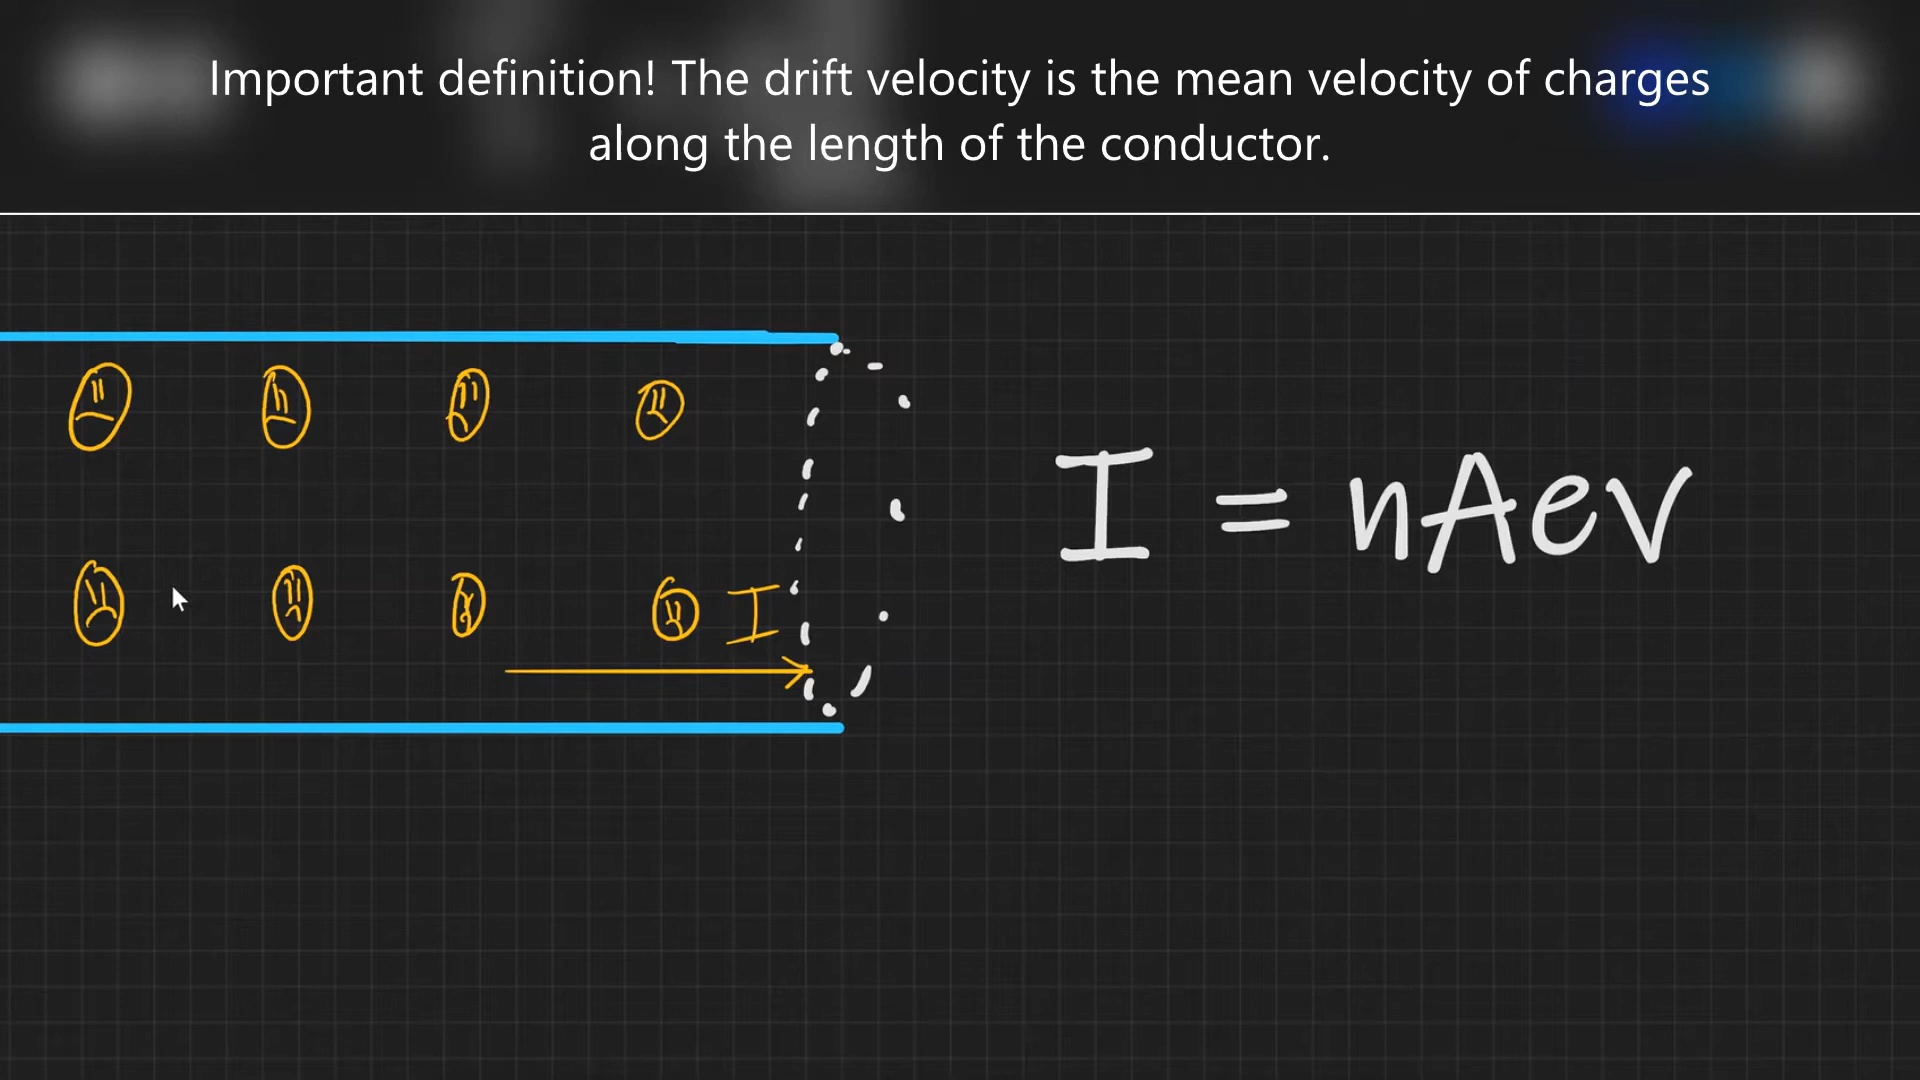 Important definition! The drift velocity is the mean velocity of charges
along the length of the conductor.
I = nAev
I